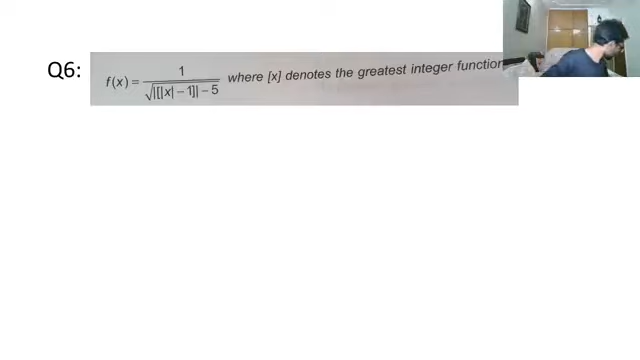 Q6:
f(x) = 1 / √|[|x| − 1]| − 5 where [x] denotes the greatest integer function